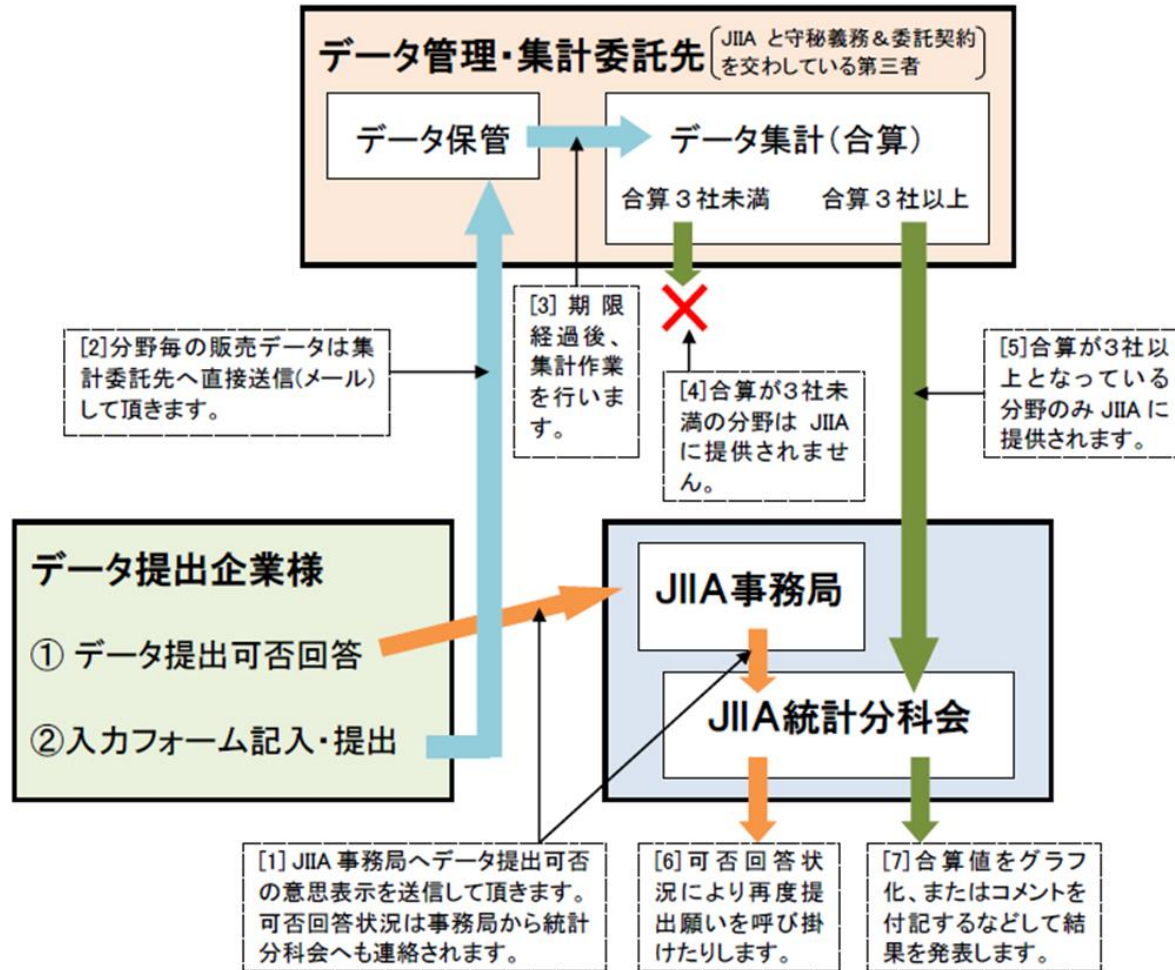 データ管理・集計委託先
JIIA と守秘義務&委託契約
を交わしている第三者
データ保管
データ集計(合算)
合算3社未満
合算3社以上
[2]分野毎の販売データは集
計委託先へ直接送信(メール)
して頂きます。
[3] 期限
経過後、
集計作業
を行いま
す。
[4]合算が3社未
満の分野は JIIA
に提供されませ
ん。
[5]合算が3社以
上となっている
分野のみ JIIA に
提供されます。
データ提出企業様
① データ提出可否回答
②入力フォーム記入・提出
JIIA事務局
JIIA統計分科会
[1] JIIA 事務局へデータ提出可否
の意思表示を送信して頂きます。
可否回答状況は事務局から統計
分科会へも連絡されます。
[6]可否回答状
況により再度提
出願いを呼び掛
けたりします。
[7]合算値をグラフ
化、またはコメントを
付記するなどして結
果を発表します。